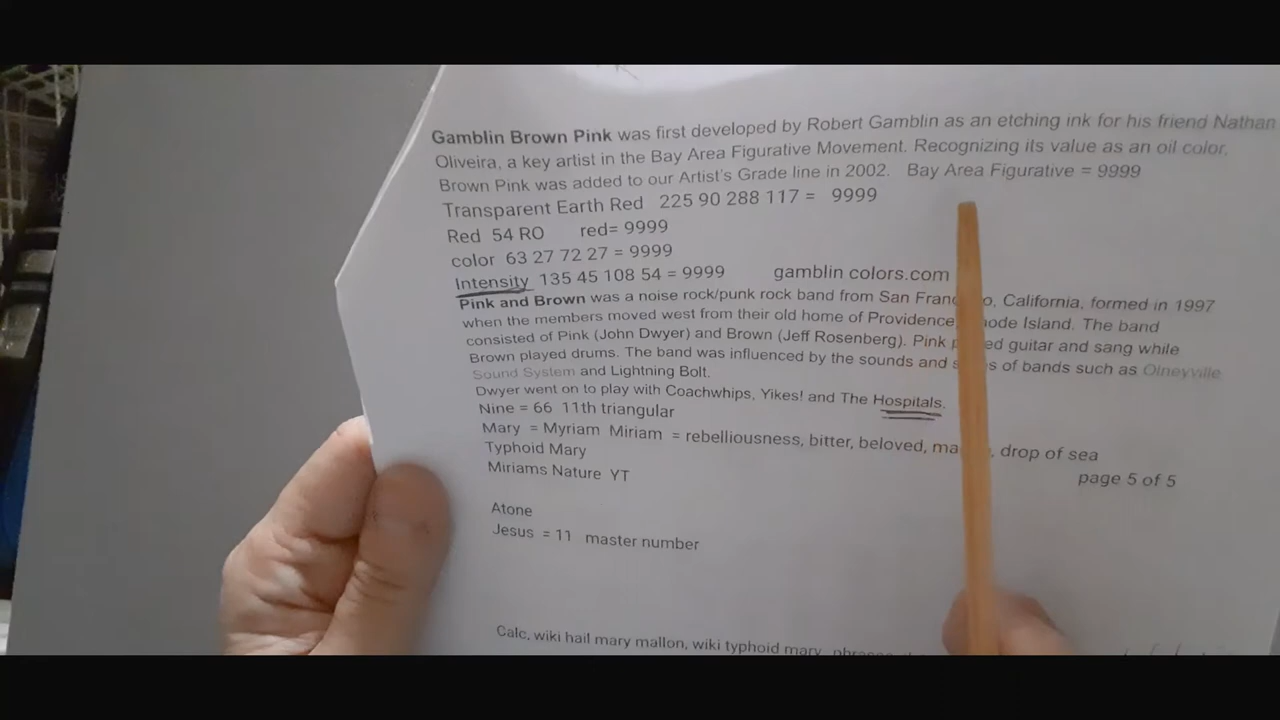 Gamblin Brown Pink was first developed by Robert Gamblin as an etching ink for his friend Nathan
Oliveira, a key artist in the Bay Area Figurative Movement. Recognizing its value as an oil color,
Brown Pink was added to our Artist's Grade line in 2002. Bay Area Figurative = 9999
Transparent Earth Red 225 90 288 117 = 9999
Red 54 RO red= 9999
color 63 27 72 27 = 9999
Intensity 135 45 108 54 = 9999 gamblin colors.com
Pink and Brown was a noise rock/punk rock band from San Fran o, California, formed in 1997
when the members moved west from their old home of Providence, ode Island. The band
consisted of Pink (John Dwyer) and Brown (Jeff Rosenberg). Pink p ed guitar and sang while
Brown played drums. The band was influenced by the sounds and s s of bands such as Olneyville
Sound System and Lightning Bolt.
Dwyer went on to play with Coachwhips, Yikes! and The Hospitals.
Nine = 66 11th triangular
Mary = Myriam Miriam = rebelliousness, bitter, beloved, ma , drop of sea
Typhoid Mary
Miriams Nature YT
page 5 of 5
Atone
Jesus = 11 master number
Calc, wiki hail mary mallon, wiki typhoid mary